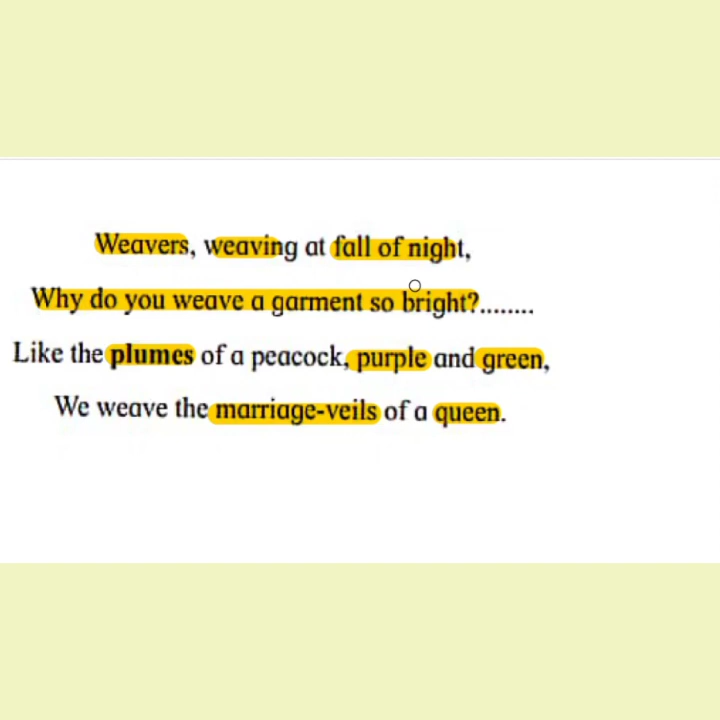 Weavers, weaving at fall of night,
Why do you weave a garment so bright?........
Like the plumes of a peacock, purple and green,
We weave the marriage-veils of a queen.